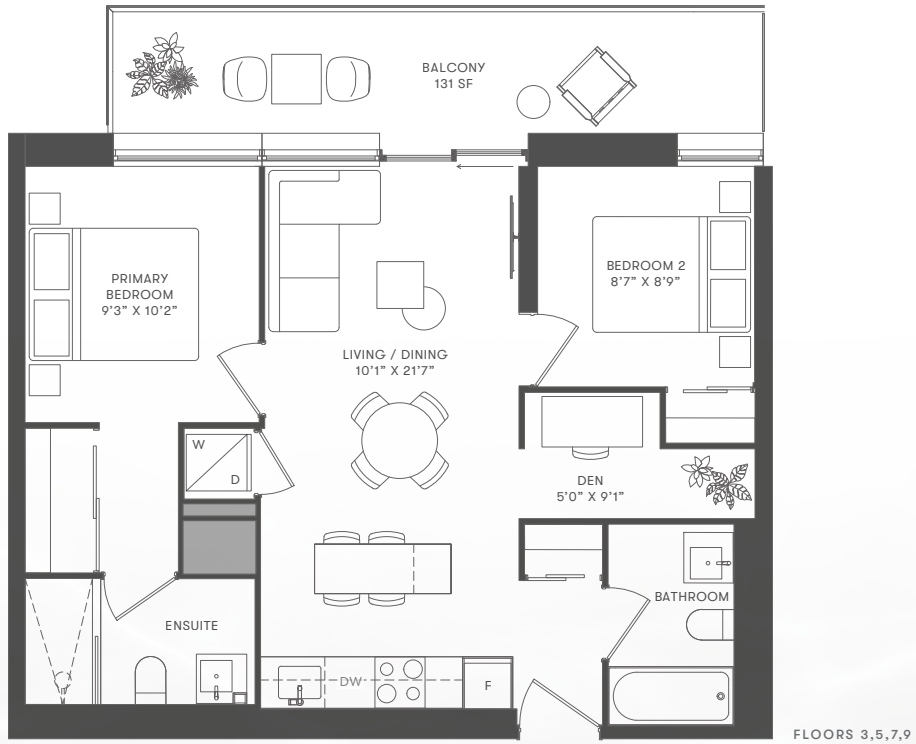 BALCONY
131 SF
PRIMARY
BEDROOM
9'3" X 10'2"
BEDROOM 2
8'7" X 8'9"
LIVING / DINING
10'1" X 21'7"
W
D
DEN
5'0" X 9'1"
BATHROOM
ENSUITE
DW
F
FLOORS 3,5,7,9